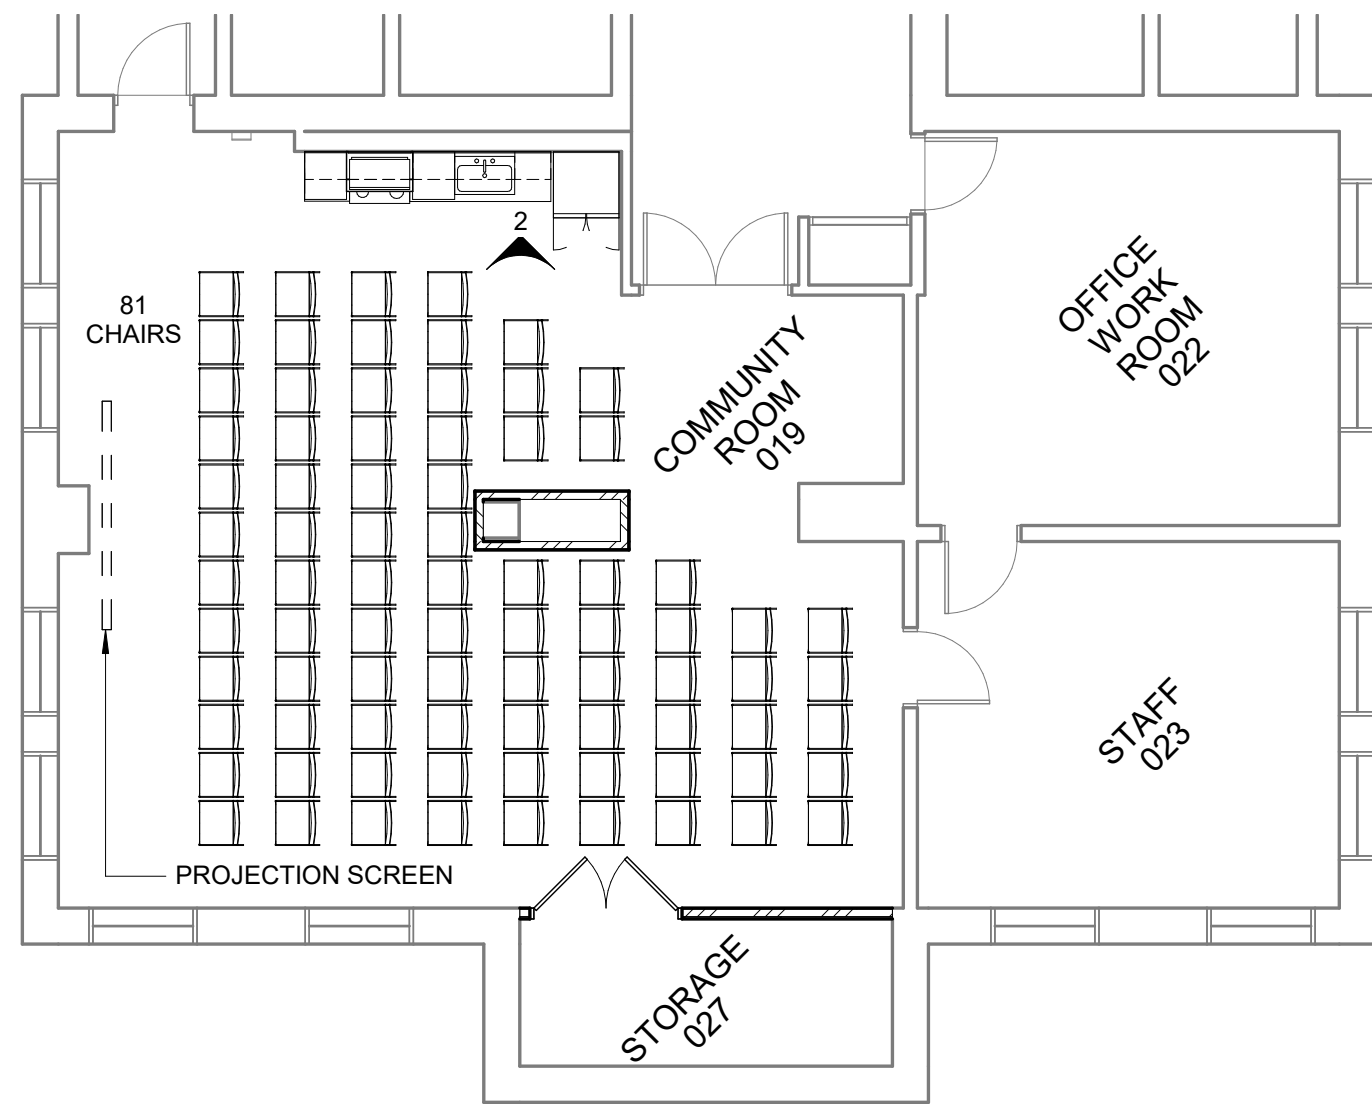 2
81
CHAIRS
COMMUNITY
ROOM
019
OFFICE
WORK
ROOM
022
STAFF
023
PROJECTION SCREEN
STORAGE
027